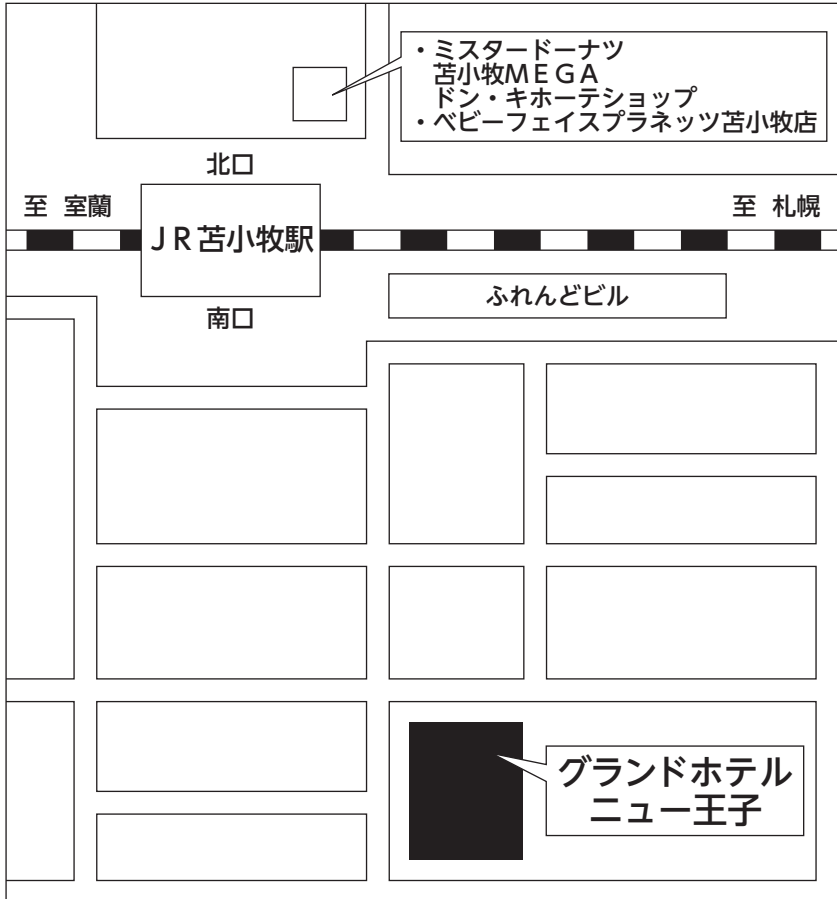 ・ミスタードーナツ
苫小牧ＭＥＧＡ
ドン・キホーテショップ
・ベビーフェイスプラネッツ苫小牧店
北口
至 室蘭
至 札幌
ＪＲ苫小牧駅
ふれんどビル
南口
グランドホテル
ニュー王子